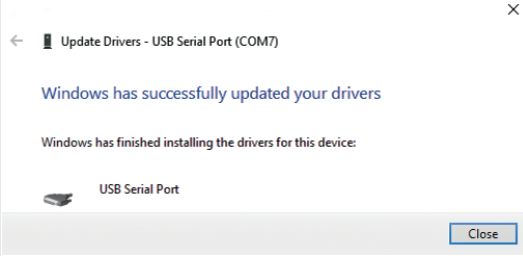 Update Drivers - USB Serial Port (COM7)
Windows has successfully updated your drivers
Windows has finished installing the drivers for this device:
USB Serial Port
Close